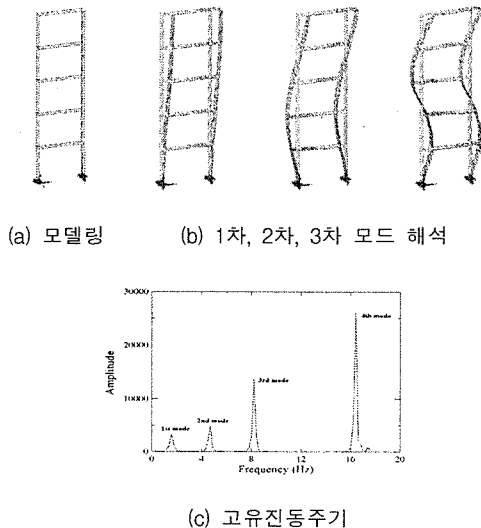 (a) 모델링 (b) 1차, 2차, 3차 모드 해석
30000
4th mode
20000
Amplitude
3rd mode
10000
2nd mode
1st mode
0
0 4 8 12 16 20
Frequency (Hz)
(c) 고유진동주기